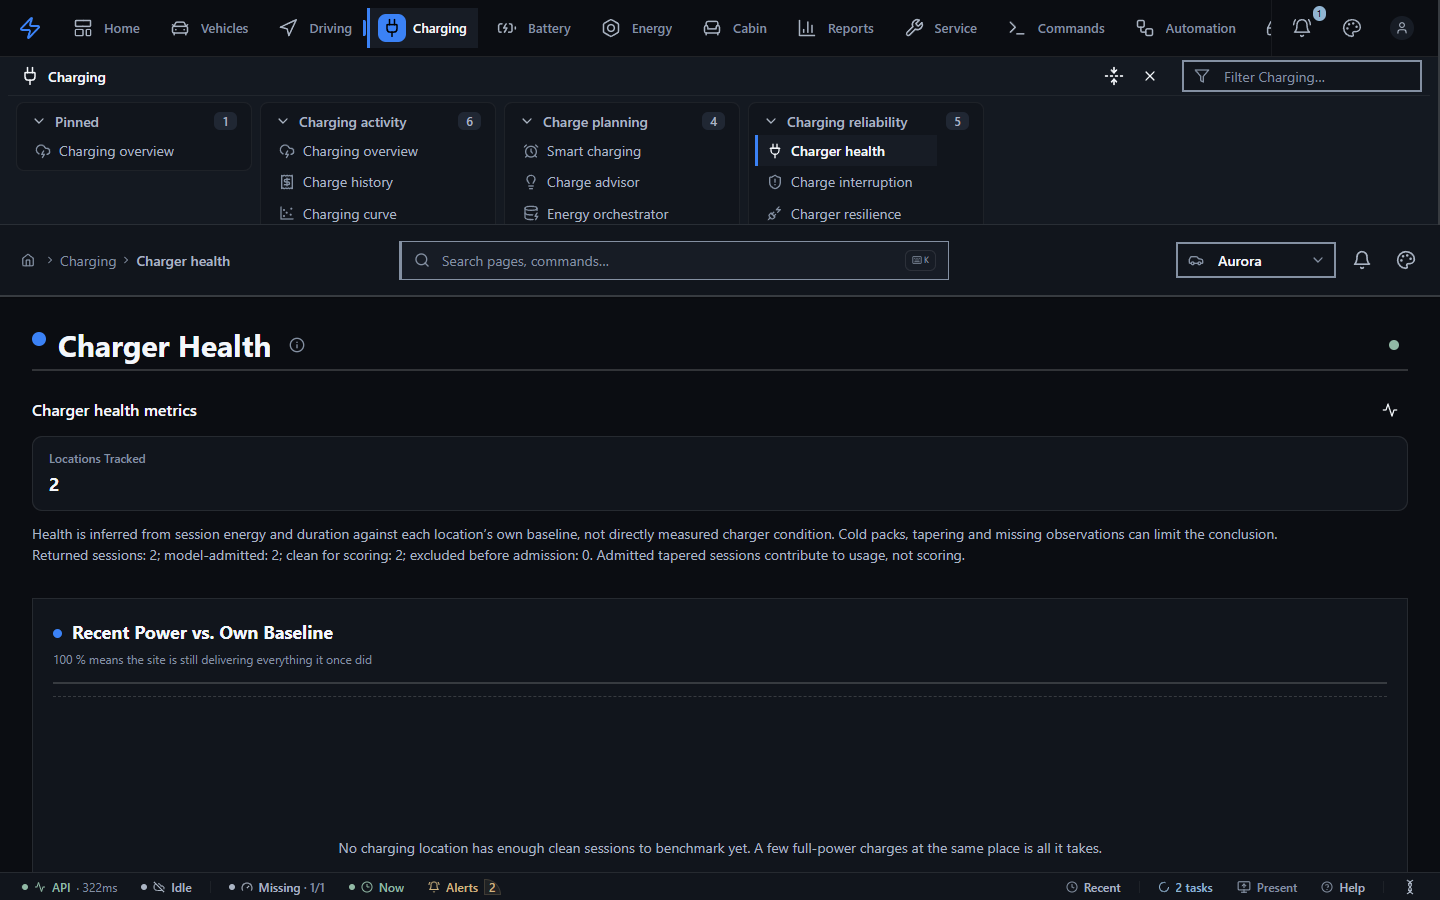 Home
Vehicles
Driving
Charging
Battery
Energy
Cabin
Reports
Service
Commands
Automation
1
Charging
Filter Charging...
Pinned 1
Charging overview
Charging activity 6
Charging overview
Charge history
Charging curve
Charge planning 4
Smart charging
Charge advisor
Energy orchestrator
Charging reliability 5
Charger health
Charge interruption
Charger resilience
Charging > Charger health
Search pages, commands... K
Aurora
Charger Health
Charger health metrics
Locations Tracked
2
Health is inferred from session energy and duration against each location’s own baseline, not directly measured charger condition. Cold packs, tapering and missing observations can limit the conclusion.
Returned sessions: 2; model-admitted: 2; clean for scoring: 2; excluded before admission: 0. Admitted tapered sessions contribute to usage, not scoring.
Recent Power vs. Own Baseline
100 % means the site is still delivering everything it once did
No charging location has enough clean sessions to benchmark yet. A few full-power charges at the same place is all it takes.
API · 322ms Idle Missing · 1/1 Now Alerts 2 Recent 2 tasks Present Help